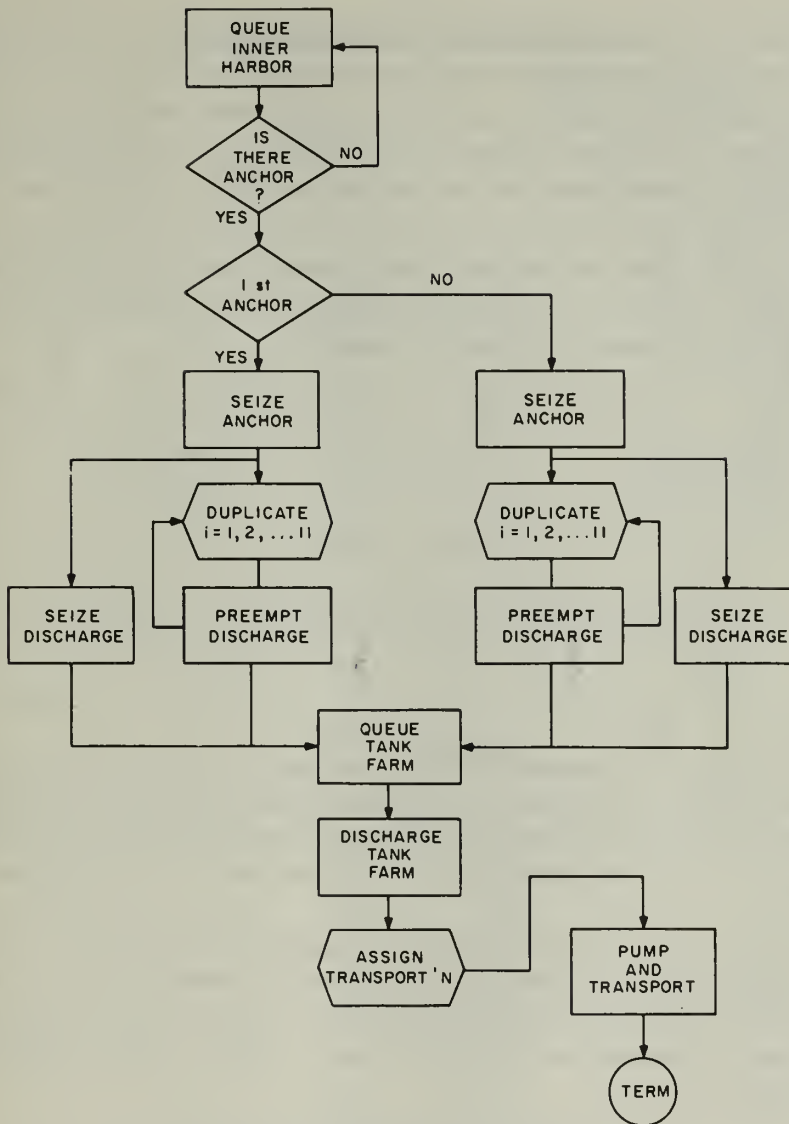 QUEUE
INNER
HARBOR
IS
THERE
ANCHOR
?
NO
YES
1 st
ANCHOR
NO
YES
SEIZE
ANCHOR
SEIZE
ANCHOR
DUPLICATE
i = 1, 2, ... 11
DUPLICATE
i = 1, 2, ... 11
SEIZE
DISCHARGE
PREEMPT
DISCHARGE
PREEMPT
DISCHARGE
SEIZE
DISCHARGE
QUEUE
TANK
FARM
DISCHARGE
TANK
FARM
ASSIGN
TRANSPORT'N
PUMP
AND
TRANSPORT
TERM